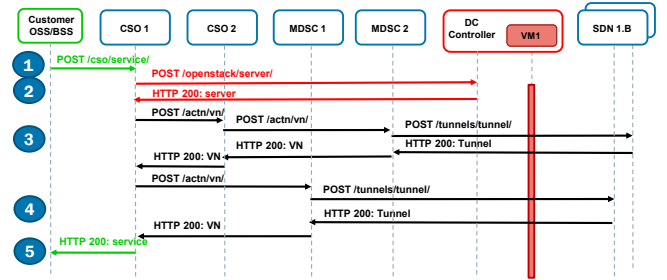 Customer
OSS/BSS
CSO 1
CSO 2
MDSC 1
MDSC 2
DC
Controller
VM1
SDN 1.B
1
POST /cso/service/
2
POST /openstack/server/
HTTP 200: server
3
POST /actn/vn/
POST /actn/vn/
POST /tunnels/tunnel/
HTTP 200: Tunnel
HTTP 200: VN
HTTP 200: VN
4
POST /actn/vn/
POST /tunnels/tunnel/
HTTP 200: Tunnel
HTTP 200: VN
5
HTTP 200: service